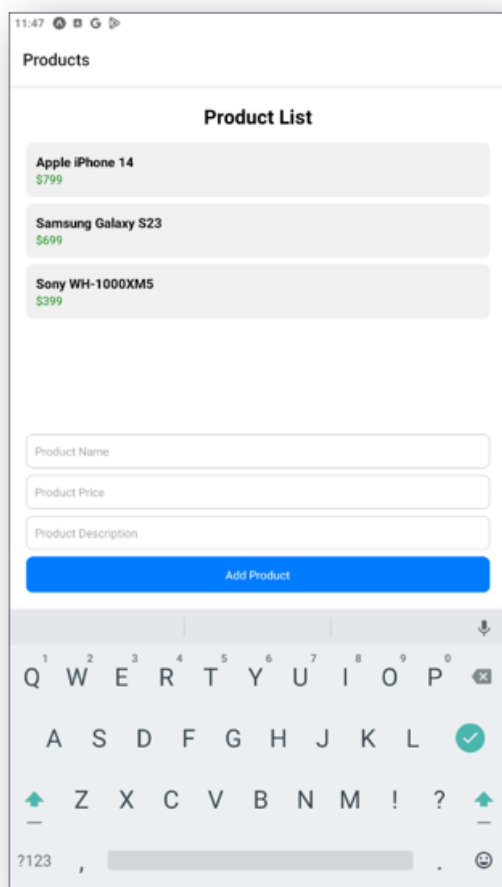 11:47
Products
Product List
Apple iPhone 14
$799
Samsung Galaxy S23
$699
Sony WH-1000XM5
$399
Product Name
Product Price
Product Description
Add Product
1 2 3 4 5 6 7 8 9 0
Q W E R T Y U I O P
A S D F G H J K L
Z X C V B N M ! ?
?123 , .